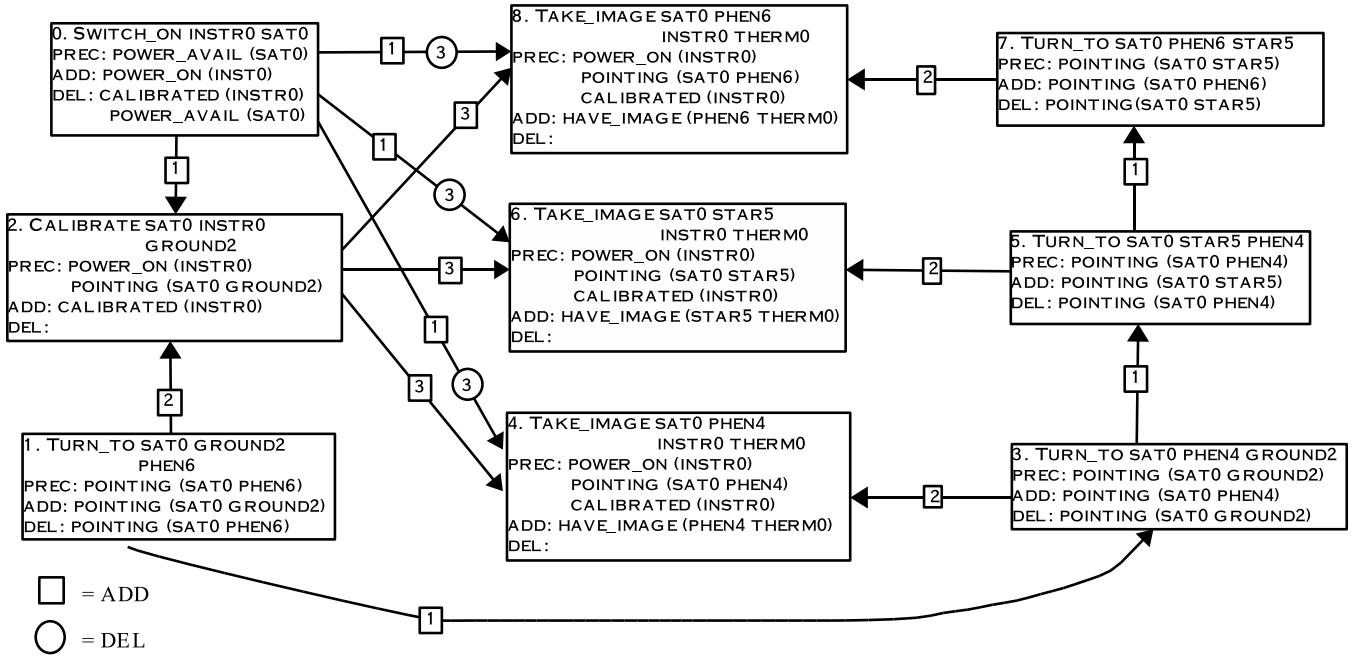 0. SWITCH_ON INSTR0 SAT0
PREC: POWER_AVAIL (SAT0)
ADD: POWER_ON (INST0)
DEL: CALIBRATED (INSTR0)
POWER_AVAIL (SAT0)
1
3
8. TAKE_IMAGE SAT0 PHEN6
INSTR0 THERM0
PREC: POWER_ON (INSTR0)
POINTING (SAT0 PHEN6)
CALIBRATED (INSTR0)
ADD: HAVE_IMAGE (PHEN6 THERM0)
DEL:
2
7. TURN_TO SAT0 PHEN6 STAR5
PREC: POINTING (SAT0 STAR5)
ADD: POINTING (SAT0 PHEN6)
DEL: POINTING(SAT0 STAR5)
3
1
1
3
1
2. CALIBRATE SAT0 INSTR0
GROUND2
PREC: POWER_ON (INSTR0)
POINTING (SAT0 GROUND2)
ADD: CALIBRATED (INSTR0)
DEL:
3
6. TAKE_IMAGE SAT0 STAR5
INSTR0 THERM0
PREC: POWER_ON (INSTR0)
POINTING (SAT0 STAR5)
CALIBRATED (INSTR0)
ADD: HAVE_IMAGE (STAR5 THERM0)
DEL:
2
5. TURN_TO SAT0 STAR5 PHEN4
PREC: POINTING (SAT0 PHEN4)
ADD: POINTING (SAT0 STAR5)
DEL: POINTING (SAT0 PHEN4)
1
3
3
2
1
1. TURN_TO SAT0 GROUND2
PHEN6
PREC: POINTING (SAT0 PHEN6)
ADD: POINTING (SAT0 GROUND2)
DEL: POINTING (SAT0 PHEN6)
4. TAKE_IMAGE SAT0 PHEN4
INSTR0 THERM0
PREC: POWER_ON (INSTR0)
POINTING (SAT0 PHEN4)
CALIBRATED (INSTR0)
ADD: HAVE_IMAGE (PHEN4 THERM0)
DEL:
2
3. TURN_TO SAT0 PHEN4 GROUND2
PREC: POINTING (SAT0 GROUND2)
ADD: POINTING (SAT0 PHEN4)
DEL: POINTING (SAT0 GROUND2)
1
= ADD
= DEL